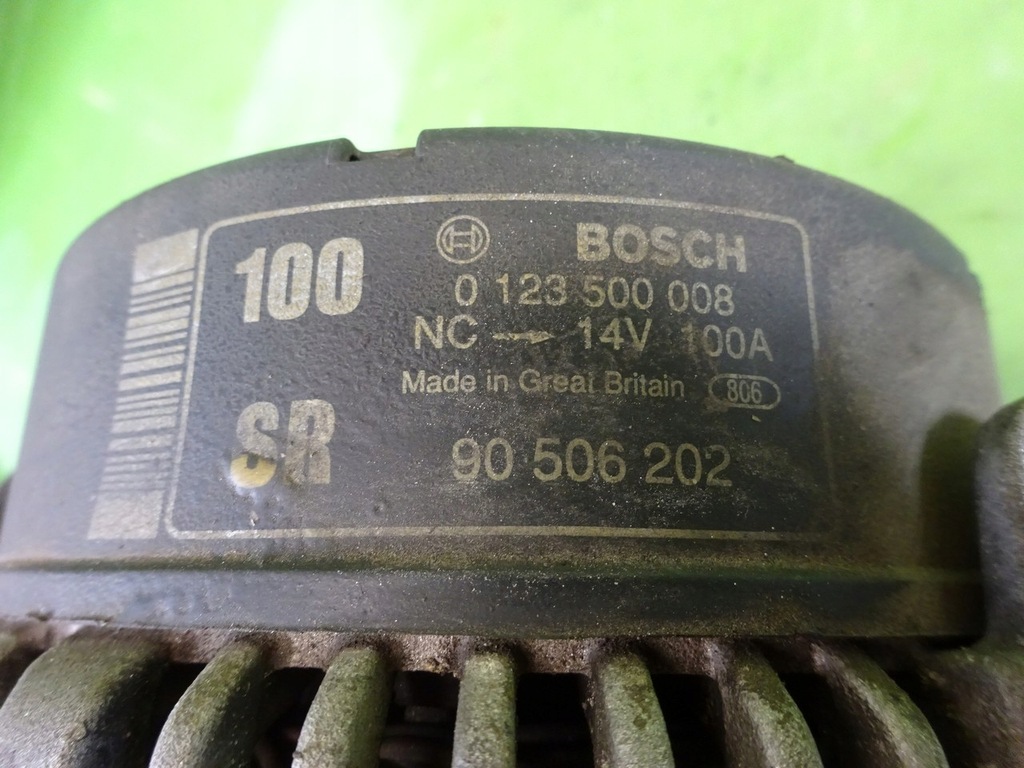 100
BOSCH
0 123 500 008
NC → 14V 100A
Made in Great Britain 806
SR
90 506 202